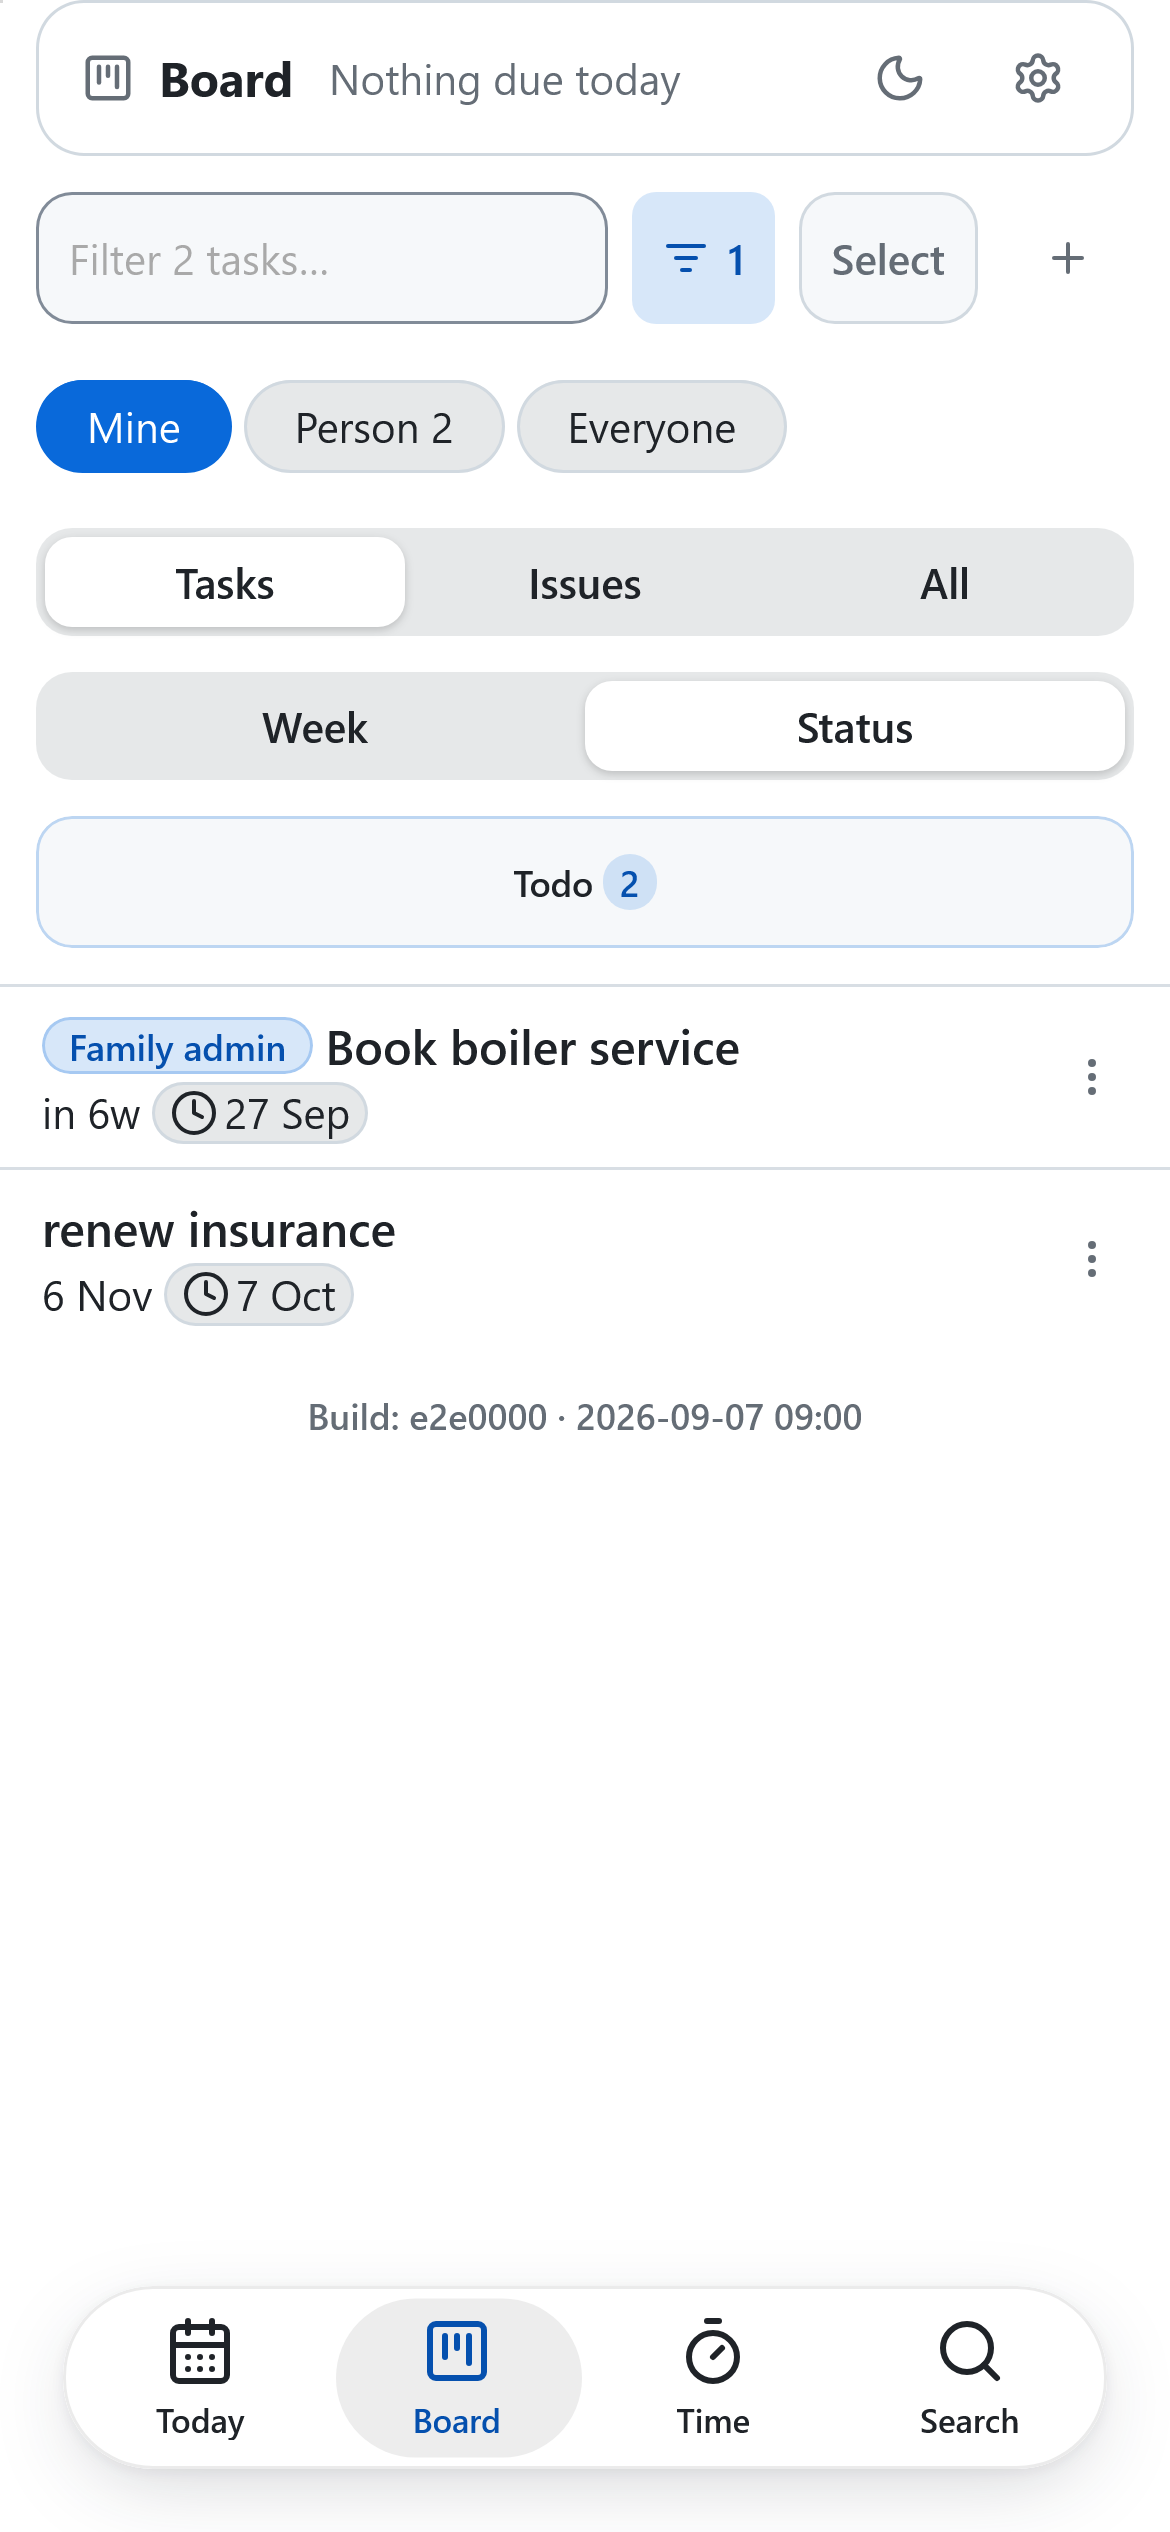 Board Nothing due today
Filter 2 tasks... 1 Select
Mine Person 2 Everyone
Tasks Issues All
Week Status
Todo 2
Family admin Book boiler service
in 6w 27 Sep
renew insurance
6 Nov 7 Oct
Build: e2e0000 · 2026-09-07 09:00
Today Board Time Search